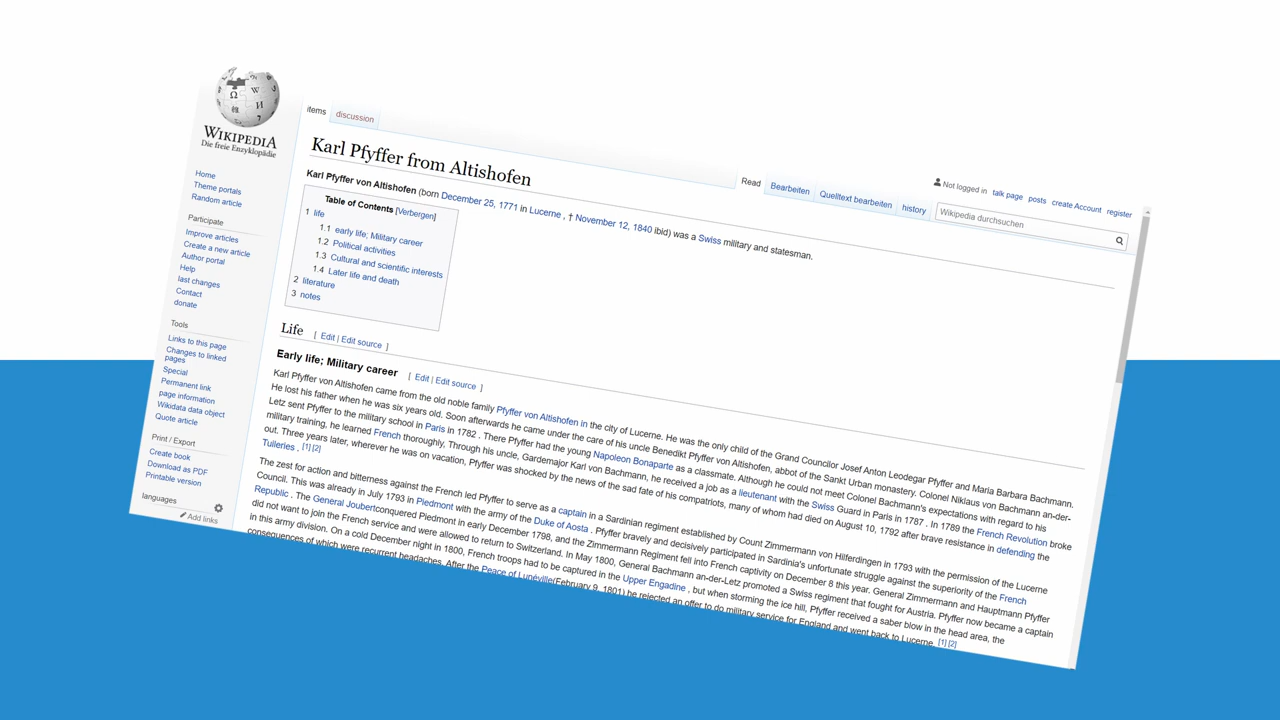 WIKIPEDIA
Die freie Enzyklopädie
Home
Theme portals
Random article
Participate
Improve articles
Create a new article
Author portal
Help
last changes
Contact
donate
Tools
Links to this page
Changes to linked
pages
Special
Permanent link
page information
Wikidata data object
Quote article
Print / Export
Create book
Download as PDF
Printable version
languages
Add links
items
discussion
Read
Bearbeiten
Quelltext bearbeiten
history
Not logged in
talk page
posts
create Account
register
Wikipedia durchsuchen
Karl Pfyffer from Altishofen
Karl Pfyffer von Altishofen (born December 25, 1771 in Lucerne , † November 12, 1840 ibid) was a Swiss military and statesman.
Table of Contents [Verbergen]
1 life
1.1 early life; Military career
1.2 Political activities
1.3 Cultural and scientific interests
1.4 Later life and death
2 literature
3 notes
Life [ Edit | Edit source ]
Early life; Military career [ Edit | Edit source ]
Karl Pfyffer von Altishofen came from the old noble family Pfyffer von Altishofen in the city of Lucerne. He was the only child of the Grand Councilor Josef Anton Leodegar Pfyffer and Maria Barbara Bachmann.
He lost his father when he was six years old. Soon afterwards he came under the care of his uncle Benedikt Pfyffer von Altishofen, abbot of the Sankt Urban monastery. Colonel Niklaus von Bachmann an-der-
Letz sent Pfyffer to the military school in Paris in 1782 . There Pfyffer had the young Napoleon Bonaparte as a classmate. Although he could not meet Colonel Bachmann's expectations with regard to his
military training, he learned French thoroughly, Through his uncle, Gardemajor Karl von Bachmann, he received a job as a lieutenant with the Swiss Guard in Paris in 1787 . In 1789 the French Revolution broke
out. Three years later, wherever he was on vacation, Pfyffer was shocked by the news of the sad fate of his compatriots, many of whom had died on August 10, 1792 after brave resistance in defending the
Tuileries , [1] [2]
The zest for action and bitterness against the French led Pfyffer to serve as a captain in a Sardinian regiment established by Count Zimmermann von Hilferdingen in 1793 with the permission of the Lucerne
Council. This was already in July 1793 in Piedmont with the army of the Duke of Aosta . Pfyffer bravely and decisively participated in Sardinia's unfortunate struggle against the superiority of the French
Republic . The General Joubertconquered Piedmont in early December 1798, and the Zimmermann Regiment fell into French captivity on December 8 this year. General Zimmermann and Hauptmann Pfyffer
did not want to join the French service and were allowed to return to Switzerland. In May 1800, General Bachmann an-der-Letz promoted a Swiss regiment that fought for Austria. Pfyffer now became a captain
in this army division. On a cold December night in 1800, French troops had to be captured in the Upper Engadine , but when storming the ice hill, Pfyffer received a saber blow in the head area, the
consequences of which were recurrent headaches. After the Peace of Lunéville(February 9, 1801) he rejected an offer to do military service for England and went back to Lucerne. [1] [2]